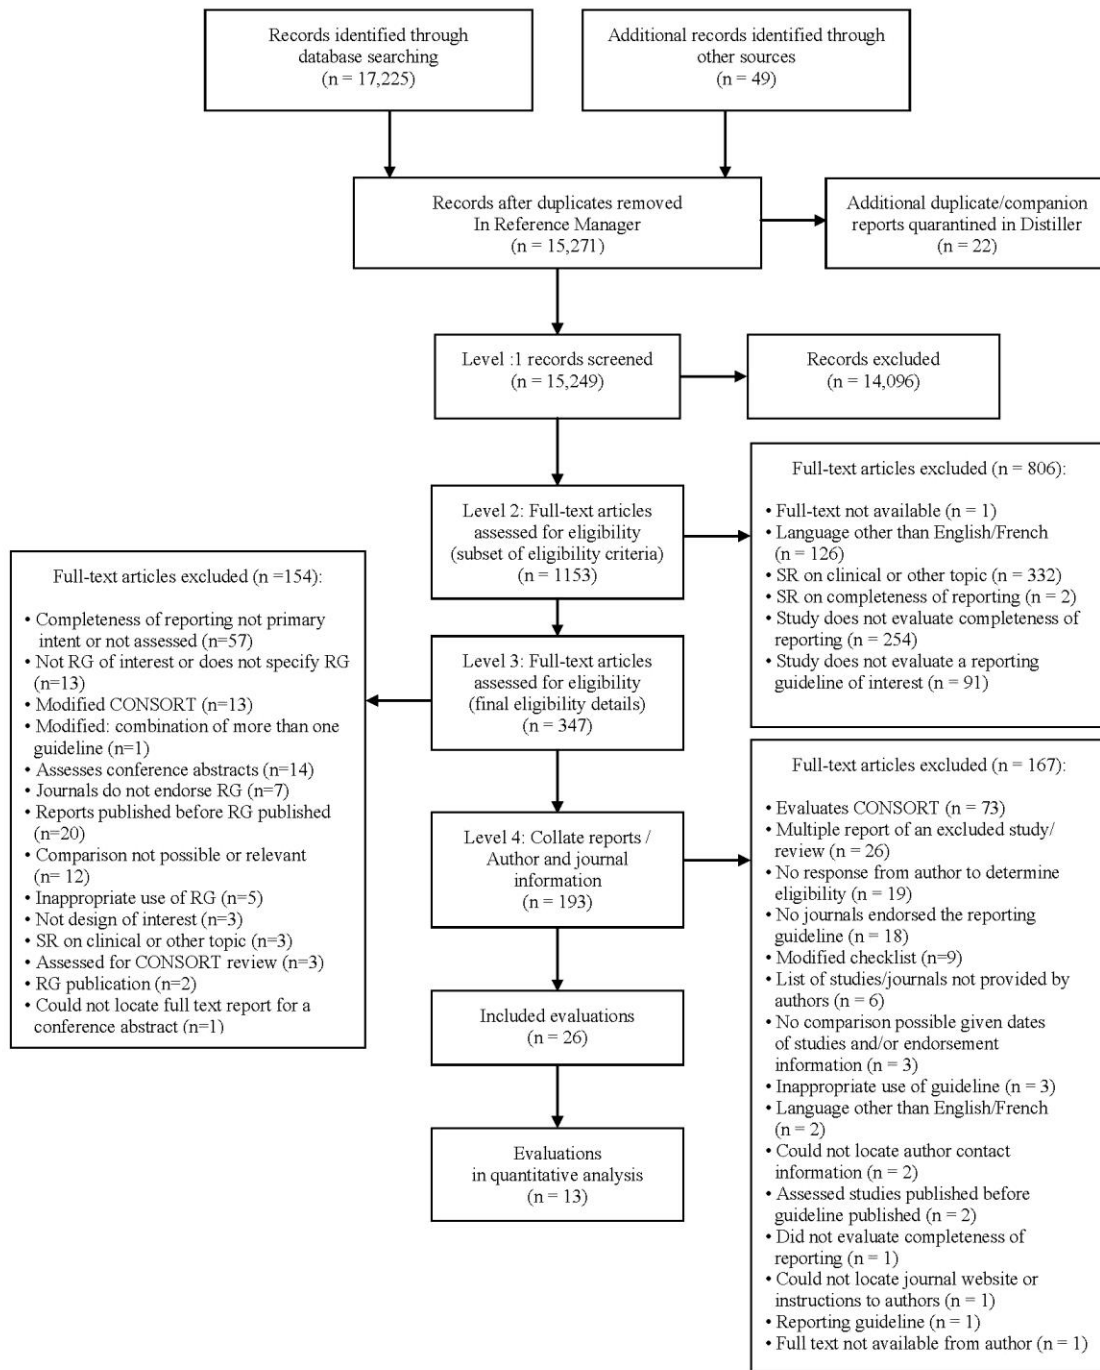 Records identified through
database searching
(n = 17,225)
Additional records identified through
other sources
(n = 49)
Records after duplicates removed
In Reference Manager
(n = 15,271)
Additional duplicate/companion
reports quarantined in Distiller
(n = 22)
Level :1 records screened
(n = 15,249)
Records excluded
(n = 14,096)
Level 2: Full-text articles
assessed for eligibility
(subset of eligibility criteria)
(n = 1153)
Full-text articles excluded (n = 806):
• Full-text not available (n = 1)
• Language other than English/French
(n = 126)
• SR on clinical or other topic (n = 332)
• SR on completeness of reporting (n = 2)
• Study does not evaluate completeness of
reporting (n = 254)
• Study does not evaluate a reporting
guideline of interest (n = 91)
Level 3: Full-text articles
assessed for eligibility
(final eligibility details)
(n = 347)
Full-text articles excluded (n =154):
• Completeness of reporting not primary
intent or not assessed (n=57)
• Not RG of interest or does not specify RG
(n=13)
• Modified CONSORT (n=13)
• Modified: combination of more than one
guideline (n=1)
• Assesses conference abstracts (n=14)
• Journals do not endorse RG (n=7)
• Reports published before RG published
(n=20)
• Comparison not possible or relevant
(n= 12)
• Inappropriate use of RG (n=5)
• Not design of interest (n=3)
• SR on clinical or other topic (n=3)
• Assessed for CONSORT review (n=3)
• RG publication (n=2)
• Could not locate full text report for a
conference abstract (n=1)
Level 4: Collate reports /
Author and journal
information
(n = 193)
Full-text articles excluded (n = 167):
• Evaluates CONSORT (n = 73)
• Multiple report of an excluded study/
review (n = 26)
• No response from author to determine
eligibility (n = 19)
• No journals endorsed the reporting
guideline (n = 18)
• Modified checklist (n=9)
• List of studies/journals not provided by
authors (n = 6)
• No comparison possible given dates
of studies and/or endorsement
information (n = 3)
• Inappropriate use of guideline (n = 3)
• Language other than English/French
(n = 2)
• Could not locate author contact
information (n = 2)
• Assessed studies published before
guideline published (n = 2)
• Did not evaluate completeness of
reporting (n = 1)
• Could not locate journal website or
instructions to authors (n = 1)
• Reporting guideline (n = 1)
• Full text not available from author (n = 1)
Included evaluations
(n = 26)
Evaluations
in quantitative analysis
(n = 13)